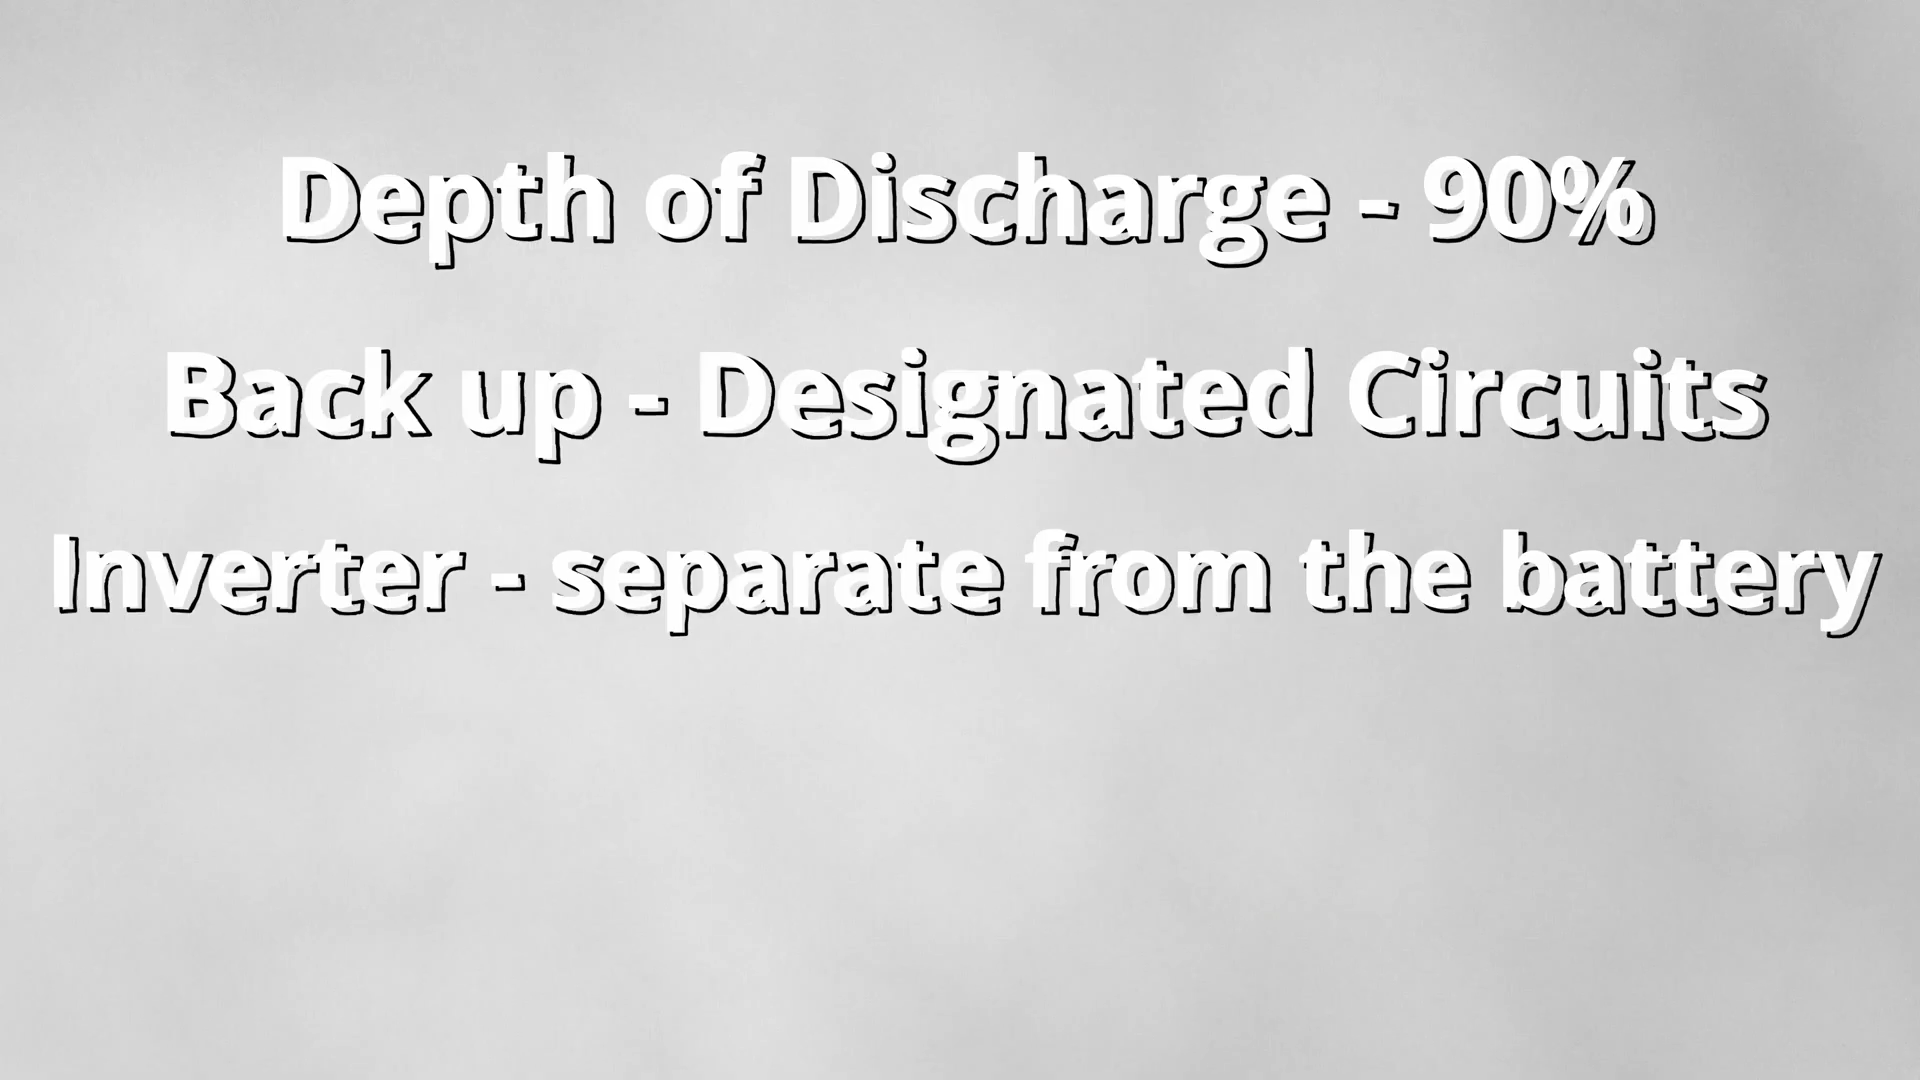 Depth of Discharge - 90%
Back up - Designated Circuits
Inverter - separate from the battery